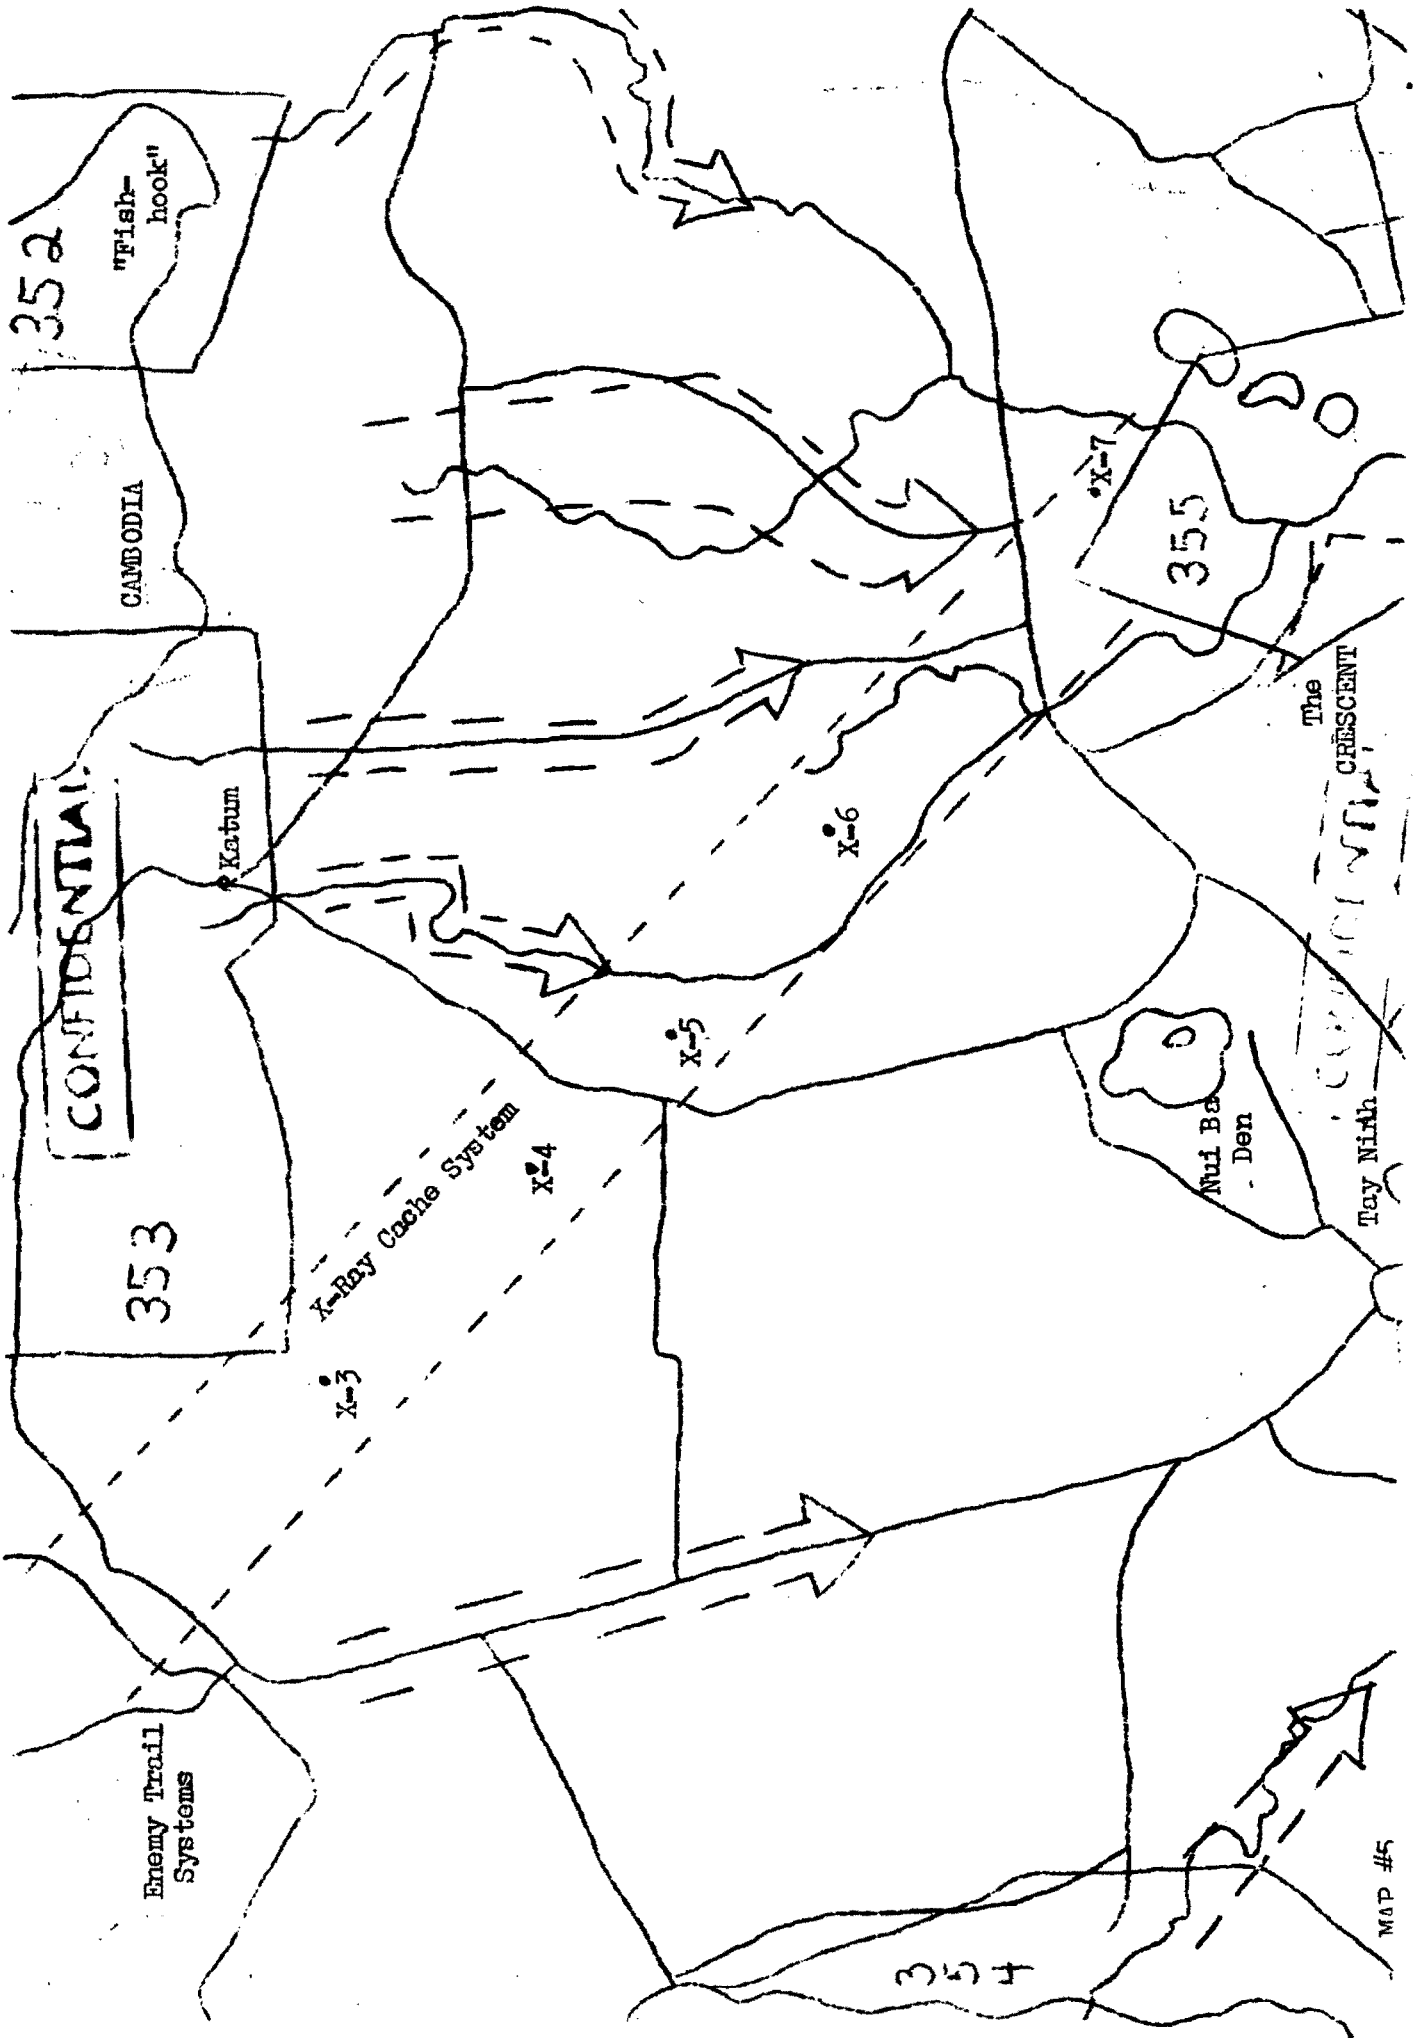 Enemy Trail
Systems
353
CONFIDENTIAL
Katum
CAMBODIA
352
"Fish-
hook"
X-Ray Cache System
X-3
X-4
X-5
X-6
X-7
355
354
Nui Ba
Den
Tay Ninh
The
CRESCENT
MAP #5